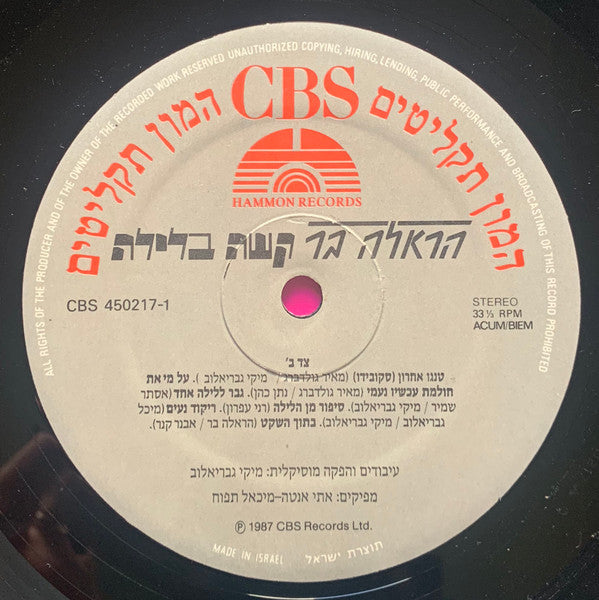 ALL RIGHTS OF THE PRODUCER AND OF THE OWNER OF THE RECORDED WORK RESERVED UNAUTHORIZED COPYING, HIRING, LENDING, PUBLIC PERFORMANCE AND BROADCASTING OF THIS RECORD PROHIBITED
המון תקליטים CBS המון תקליטים
HAMMON RECORDS
הראלה בר קשת בלילה
CBS 450217-1
STEREO
33⅓ RPM
ACUM/BIEM
צד ב'
טנגו אחרון (סקובידו) (מאיר גולדברג / מיקי גבריאלוב). על מי את
חולמת עכשיו נעמי (מאיר גולדברג / נתן כהן). גבר ללילה אחד (אסתר
שמיר / מיקי גבריאלוב). סיפור מן הלילה (רני עפרון). ריקוד נעים (מיכל
גבריאלוב / מיקי גבריאלוב). בתוך השקט (הראלה בר / אבנר קנר).
עיבודים והפקה מוסיקלית: מיקי גבריאלוב
מפיקים: אתי אנטה-מיכאל תפוח
℗ 1987 CBS Records Ltd.
MADE IN ISRAEL תוצרת ישראל